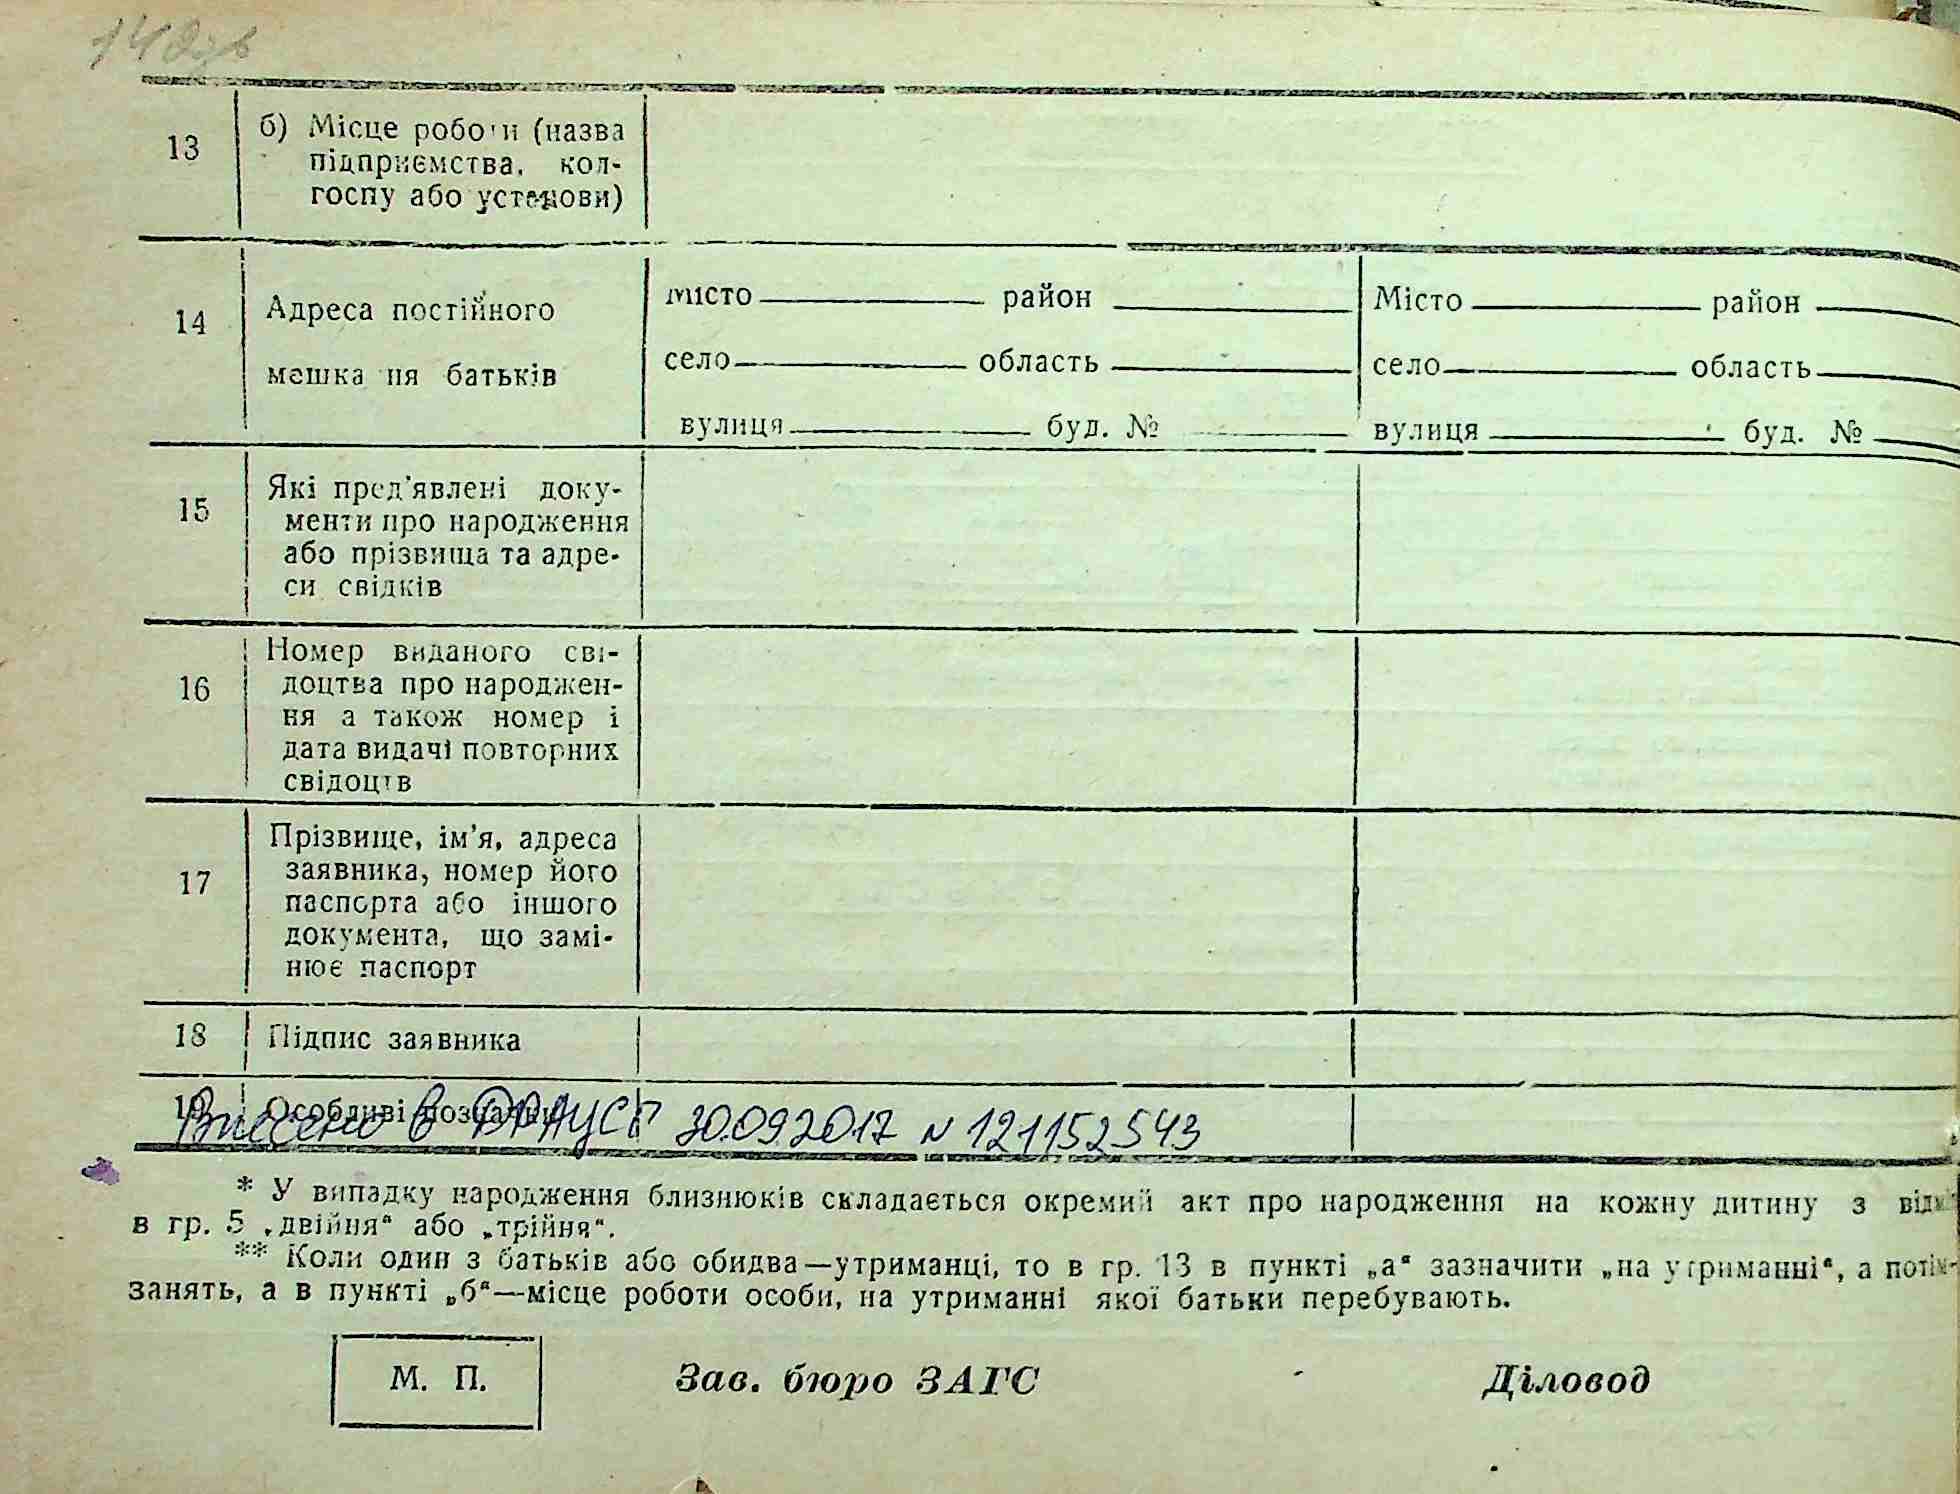 14 зв
13 б) Місце роботи (назва
підприємства, кол-
госпу або установи)
14 Адреса постійного
мешкання батьків
місто район
село область
вулиця буд. №
Місто район
село область
вулиця буд. №
15 Які пред'явлені доку-
менти про народження
або прізвища та адре-
си свідків
16 Номер виданого сві-
доцтва про народжен-
ня а також номер і
дата видачі повторних
свідоцтв
17 Прізвище, ім'я, адреса
заявника, номер його
паспорта або іншого
документа, що замі-
нює паспорт
18 Підпис заявника
19 Особливі позначки
Внесено в ДРАЦСГ 30.09.2017 N 121152543
* У випадку народження близнюків складається окремий акт про народження на кожну дитину з
в гр. 5 „двійня" або „трійня".
** Коли один з батьків або обидва—утриманці, то в гр. 13 в пункті „а" зазначити „на утриманні", а потім
занять, а в пункті „б"—місце роботи особи, на утриманні якої батьки перебувають.
М. П. Зав. бюро ЗАГС Діловод